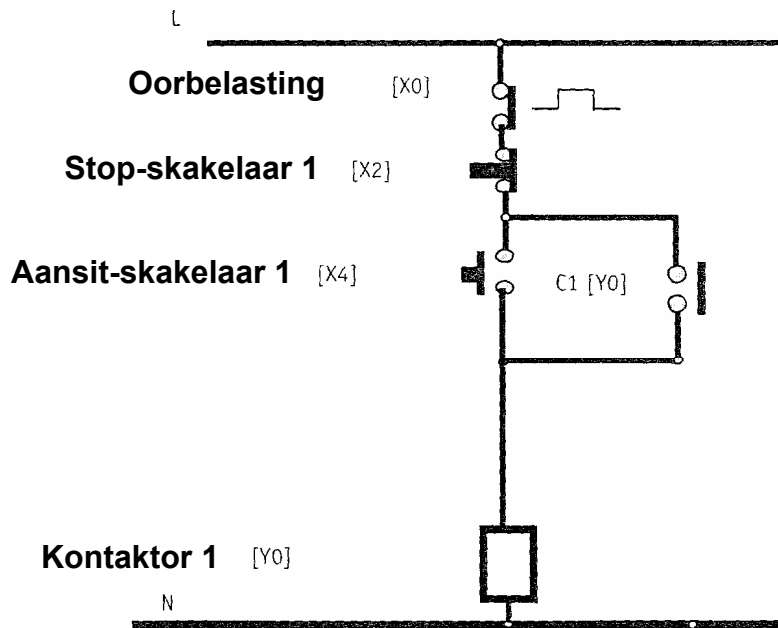 L
Oorbelasting [X0]
Stop-skakelaar 1 [X2]
Aansit-skakelaar 1 [X4]
C1 [Y0]
Kontaktor 1 [Y0]
N